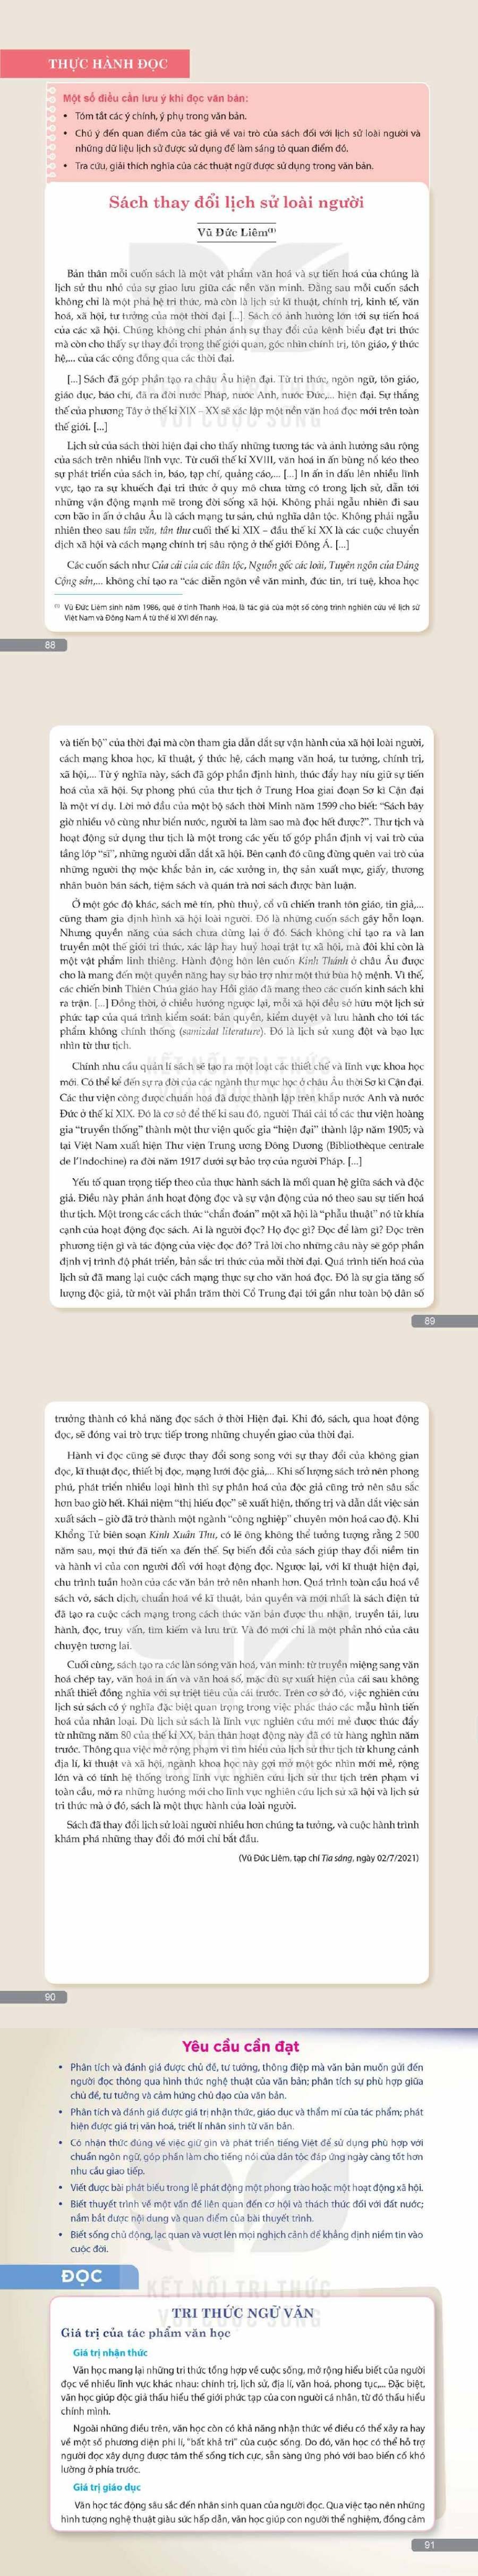 THỰC HÀNH ĐỌC
Một số điều cần lưu ý khi đọc văn bản:
• Tóm tắt các ý chính, ý phụ trong văn bản.
• Chú ý đến quan điểm của tác giả về vai trò của sách đối với lịch sử loài người và
những dữ liệu lịch sử được sử dụng để làm sáng tỏ quan điểm đó.
• Tra cứu, giải thích nghĩa của các thuật ngữ được sử dụng trong văn bản.
Sách thay đổi lịch sử loài người
Vũ Đức Liêm(1)
Bản thân mỗi cuốn sách là một vật phẩm văn hoá và sự tiến hoá của chúng là
lịch sử thu nhỏ của sự giao lưu giữa các nền văn minh. Đằng sau mỗi cuốn sách
không chỉ là một phả hệ tri thức, mà còn là lịch sử kĩ thuật, chính trị, kinh tế, văn
hoá, xã hội, tư tưởng của một thời đại [...]. Sách có ảnh hưởng lớn tới sự tiến hoá
của các xã hội. Chúng không chỉ phản ánh sự thay đổi của kênh biểu đạt tri thức
mà còn cho thấy sự thay đổi trong thế giới quan, góc nhìn chính trị, tôn giáo, ý thức
hệ,... của các cộng đồng qua các thời đại.
[...] Sách đã góp phần tạo ra châu Âu hiện đại. Từ tri thức, ngôn ngữ, tôn giáo,
giáo dục, báo chí, đã ra đời nước Pháp, nước Anh, nước Đức,... hiện đại. Sự thắng
thế của phương Tây ở thế kỉ XIX – XX sẽ xác lập một nền văn hoá đọc mới trên toàn
thế giới. [...]
Lịch sử của sách thời hiện đại cho thấy những tương tác và ảnh hưởng sâu rộng
của sách trên nhiều lĩnh vực. Từ cuối thế kỉ XVIII, văn hoá in ấn bùng nổ kéo theo
sự phát triển của sách in, báo, tạp chí, quảng cáo,... [...] In ấn in dấu lên nhiều lĩnh
vực, tạo ra sự khuếch đại tri thức ở quy mô chưa từng có trong lịch sử, dẫn tới
những vận động mạnh mẽ trong đời sống xã hội. Không phải ngẫu nhiên đi sau
cơn bão in ấn ở châu Âu là cách mạng tư sản, chủ nghĩa dân tộc. Không phải ngẫu
nhiên theo sau tân văn, tân thư cuối thế kỉ XIX – đầu thế kỉ XX là các cuộc chuyển
dịch xã hội và cách mạng chính trị sâu rộng ở thế giới Đông Á. [...]
Các cuốn sách như Của cải của các dân tộc, Nguồn gốc các loài, Tuyên ngôn của Đảng
Cộng sản,... không chỉ tạo ra "các diễn ngôn về văn minh, đức tin, trí tuệ, khoa học
(1) Vũ Đức Liêm sinh năm 1986, quê ở tỉnh Thanh Hoá, là tác giả của một số công trình nghiên cứu về lịch sử
Việt Nam và Đông Nam Á từ thế kỉ XVI đến nay.
88
và tiến bộ" của thời đại mà còn tham gia dẫn dắt sự vận hành của xã hội loài người,
cách mạng khoa học, kĩ thuật, ý thức hệ, cách mạng văn hoá, tư tưởng, chính trị,
xã hội,... Từ ý nghĩa này, sách đã góp phần định hình, thúc đẩy hay níu giữ sự tiến
hoá của xã hội. Sự phong phú của thư tịch ở Trung Hoa giai đoạn Sơ kì Cận đại
là một ví dụ. Lời mở đầu của một bộ sách thời Minh năm 1599 cho biết: "Sách bây
giờ nhiều vô cùng như biển nước, người ta làm sao mà đọc hết được?". Thư tịch và
hoạt động sử dụng thư tịch là một trong các yếu tố góp phần định vị vai trò của
tầng lớp "sĩ", những người dẫn dắt xã hội. Bên cạnh đó cũng đừng quên vai trò của
những người thợ mộc khắc bản in, các xưởng in, thợ sản xuất mực, giấy, thương
nhân buôn bán sách, tiệm sách và quán trà nơi sách được bàn luận.
Ở một góc độ khác, sách mê tín, phù thuỷ, cổ vũ chiến tranh tôn giáo, tin giả,...
cũng tham gia định hình xã hội loài người. Đó là những cuốn sách gây hỗn loạn.
Nhưng quyền năng của sách chưa dừng lại ở đó. Sách không chỉ tạo ra và lan
truyền một thế giới tri thức, xác lập hay huỷ hoại trật tự xã hội, mà đôi khi còn là
một vật phẩm linh thiêng. Hành động hôn lên cuốn Kinh Thánh ở châu Âu được
cho là mang đến một quyền năng hay sự bảo trợ như một thứ bùa hộ mệnh. Vì thế,
các chiến binh Thiên Chúa giáo hay Hồi giáo đã mang theo các cuốn kinh sách khi
ra trận. [...] Đồng thời, ở chiều hướng ngược lại, mỗi xã hội đều sở hữu một lịch sử
phức tạp của quá trình kiểm soát: bản quyền, kiểm duyệt và lưu hành cho tới tác
phẩm không chính thống (samizdat literature). Đó là lịch sử xung đột và bạo lực
nhìn từ thư tịch.
Chính nhu cầu quản lí sách sẽ tạo ra một loạt các thiết chế và lĩnh vực khoa học
mới. Có thể kể đến sự ra đời của các ngành thư mục học ở châu Âu thời Sơ kì Cận đại.
Các thư viện công được chuẩn hoá đã được thành lập trên khắp nước Anh và nước
Đức ở thế kỉ XIX. Đó là cơ sở để thế kỉ sau đó, người Thái cải tổ các thư viện hoàng
gia "truyền thống" thành một thư viện quốc gia "hiện đại" thành lập năm 1905; và
tại Việt Nam xuất hiện Thư viện Trung ương Đông Dương (Bibliothèque centrale
de l'Indochine) ra đời năm 1917 dưới sự bảo trợ của người Pháp. [...]
Yếu tố quan trọng tiếp theo của thực hành sách là mối quan hệ giữa sách và độc
giả. Điều này phản ánh hoạt động đọc và sự vận động của nó theo sau sự tiến hoá
thư tịch. Một trong các cách thức "chẩn đoán" một xã hội là "phẫu thuật" nó từ khía
cạnh của hoạt động đọc sách. Ai là người đọc? Họ đọc gì? Đọc để làm gì? Đọc trên
phương tiện gì và tác động của việc đọc đó? Trả lời cho những câu này sẽ góp phần
định vị trình độ phát triển, bản sắc tri thức của mỗi thời đại. Quá trình tiến hoá của
lịch sử đã mang lại cuộc cách mạng thực sự cho văn hoá đọc. Đó là sự gia tăng số
lượng độc giả, từ một vài phần trăm thời Cổ Trung đại tới gần như toàn bộ dân số
89
trưởng thành có khả năng đọc sách ở thời Hiện đại. Khi đó, sách, qua hoạt động
đọc, sẽ đóng vai trò trực tiếp trong những chuyển giao của thời đại.
Hành vi đọc cũng sẽ được thay đổi song song với sự thay đổi của không gian
đọc, kĩ thuật đọc, thiết bị đọc, mạng lưới độc giả,... Khi số lượng sách trở nên phong
phú, phát triển nhiều loại hình thì sự phân hoá của độc giả cũng trở nên sâu sắc
hơn bao giờ hết. Khái niệm "thị hiếu đọc" sẽ xuất hiện, thống trị và dẫn dắt việc sản
xuất sách – giờ đã trở thành một ngành "công nghiệp" chuyên môn hoá cao độ. Khi
Khổng Tử biên soạn Kinh Xuân Thu, có lẽ ông không thể tưởng tượng rằng 2 500
năm sau, mọi thứ đã tiến xa đến thế. Sự biến đổi của sách giúp thay đổi niềm tin
và hành vi của con người đối với hoạt động đọc. Ngược lại, với kĩ thuật hiện đại,
chu trình tuần hoàn của các văn bản trở nên nhanh hơn. Quá trình toàn cầu hoá về
sách vở, sách dịch, chuẩn hoá về kĩ thuật, bản quyền và mới nhất là sách điện tử
đã tạo ra cuộc cách mạng trong cách thức văn bản được thu nhận, truyền tải, lưu
hành, đọc, truy vấn, tìm kiếm và lưu trữ. Và đó mới chỉ là một phần nhỏ của câu
chuyện tương lai.
Cuối cùng, sách tạo ra các làn sóng văn hoá, văn minh: từ truyền miệng sang văn
hoá chép tay, văn hoá in ấn và văn hoá số, mặc dù sự xuất hiện của cái sau không
nhất thiết đồng nghĩa với sự triệt tiêu của cái trước. Trên cơ sở đó, việc nghiên cứu
lịch sử sách có ý nghĩa đặc biệt quan trọng trong việc phác thảo các mẫu hình tiến
hoá của nhân loại. Dù lịch sử sách là lĩnh vực nghiên cứu mới mẻ được thúc đẩy
từ những năm 80 của thế kỉ XX, bản thân hoạt động này đã có từ hàng nghìn năm
trước. Thông qua việc mở rộng phạm vi tìm hiểu của lịch sử thư tịch từ khung cảnh
địa lí, kĩ thuật và xã hội, ngành khoa học này gợi mở một góc nhìn mới mẻ, rộng
lớn và có tính hệ thống trong lĩnh vực nghiên cứu lịch sử thư tịch trên phạm vi
toàn cầu, mở ra những hướng mới cho lĩnh vực nghiên cứu lịch sử xã hội và lịch sử
tri thức mà ở đó, sách là một thực hành của loài người.
Sách đã thay đổi lịch sử loài người nhiều hơn chúng ta tưởng, và cuộc hành trình
khám phá những thay đổi đó mới chỉ bắt đầu.
(Vũ Đức Liêm, tạp chí Tia sáng, ngày 02/7/2021)
90
Yêu cầu cần đạt
• Phân tích và đánh giá được chủ đề, tư tưởng, thông điệp mà văn bản muốn gửi đến
người đọc thông qua hình thức nghệ thuật của văn bản; phân tích sự phù hợp giữa
chủ đề, tư tưởng và cảm hứng chủ đạo của văn bản.
• Phân tích và đánh giá được giá trị nhận thức, giáo dục và thẩm mĩ của tác phẩm; phát
hiện được giá trị văn hoá, triết lí nhân sinh từ văn bản.
• Có nhận thức đúng về việc giữ gìn và phát triển tiếng Việt để sử dụng phù hợp với
chuẩn ngôn ngữ, góp phần làm cho tiếng nói của dân tộc đáp ứng ngày càng tốt hơn
nhu cầu giao tiếp.
• Viết được bài phát biểu trong lễ phát động một phong trào hoặc một hoạt động xã hội.
• Biết thuyết trình về một vấn đề liên quan đến cơ hội và thách thức đối với đất nước;
nắm bắt được nội dung và quan điểm của bài thuyết trình.
• Biết sống chủ động, lạc quan và vượt lên mọi nghịch cảnh để khẳng định niềm tin vào
cuộc đời.
ĐỌC
TRI THỨC NGỮ VĂN
Giá trị của tác phẩm văn học
Giá trị nhận thức
Văn học mang lại những tri thức tổng hợp về cuộc sống, mở rộng hiểu biết của người
đọc về nhiều lĩnh vực khác nhau: chính trị, lịch sử, địa lí, văn hoá, phong tục,... Đặc biệt,
văn học giúp độc giả thấu hiểu thế giới phức tạp của con người cá nhân, từ đó thấu hiểu
chính mình.
Ngoài những điều trên, văn học còn có khả năng nhận thức về điều có thể xảy ra hay
về một số phương diện phi lí, "bất khả tri" của cuộc sống. Do đó, văn học có thể hỗ trợ
người đọc xây dựng được tâm thế sống tích cực, sẵn sàng ứng phó với bao biến cố khó
lường ở phía trước.
Giá trị giáo dục
Văn học tác động sâu sắc đến nhân sinh quan của người đọc. Qua việc tạo nên những
hình tượng nghệ thuật giàu sức hấp dẫn, văn học giúp con người thể nghiệm, đồng cảm
91
KẾT NỐI TRI THỨC
VỚI CUỘC SỐNG